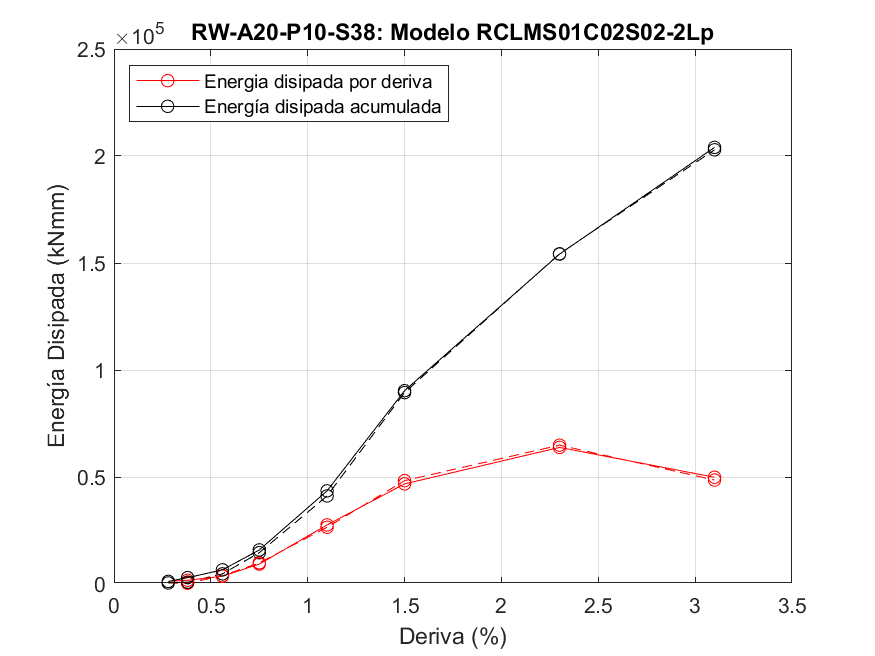 RW-A20-P10-S38: Modelo RCLMS01C02S02-2Lp
×10⁵
Energia disipada por deriva
Energía disipada acumulada
2.5
2
1.5
1
0.5
0
Energía Disipada (kNmm)
0 0.5 1 1.5 2 2.5 3 3.5
Deriva (%)